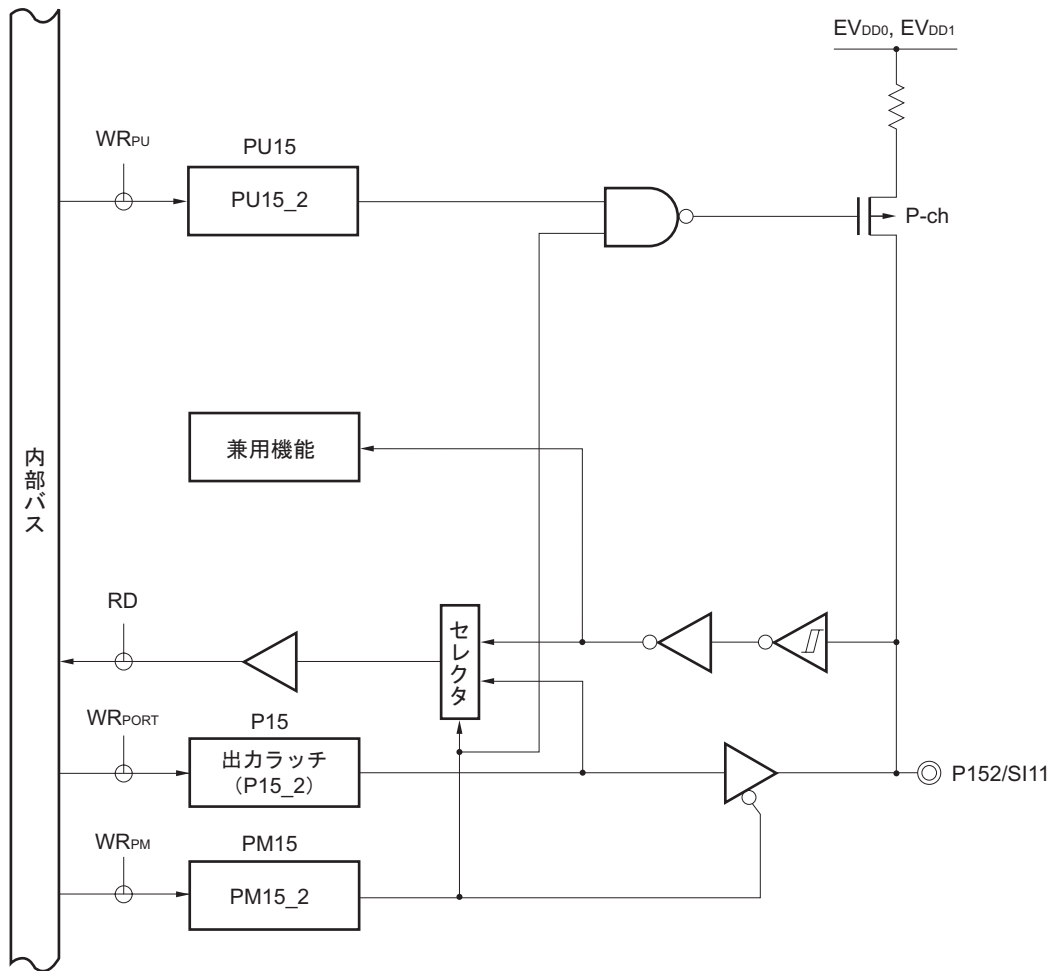 EVDD0, EVDD1
WRPU
PU15
PU15_2
P-ch
兼用機能
内部バス
RD
セレクタ
WRPORT
P15
出力ラッチ
（P15_2）
P152/SI11
WRPM
PM15
PM15_2